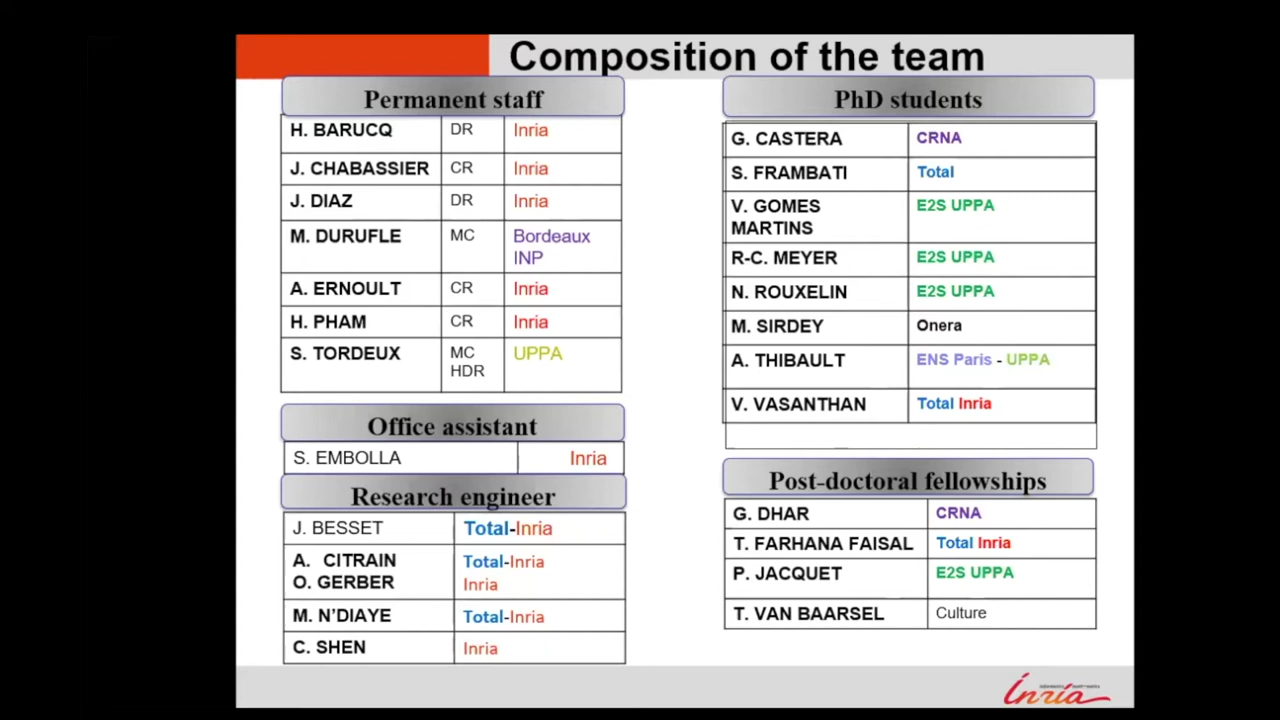 Composition of the team
Permanent staff
H. BARUCQ DR Inria
J. CHABASSIER CR Inria
J. DIAZ DR Inria
M. DURUFLE MC Bordeaux
INP
A. ERNOULT CR Inria
H. PHAM CR Inria
S. TORDEUX MC UPPA
HDR
Office assistant
S. EMBOLLA Inria
Research engineer
J. BESSET Total-Inria
A. CITRAIN Total-Inria
O. GERBER Inria
M. N'DIAYE Total-Inria
C. SHEN Inria
PhD students
G. CASTERA CRNA
S. FRAMBATI Total
V. GOMES E2S UPPA
MARTINS
R-C. MEYER E2S UPPA
N. ROUXELIN E2S UPPA
M. SIRDEY Onera
A. THIBAULT ENS Paris - UPPA
V. VASANTHAN Total Inria
Post-doctoral fellowships
G. DHAR CRNA
T. FARHANA FAISAL Total Inria
P. JACQUET E2S UPPA
T. VAN BAARSEL Culture
Inria